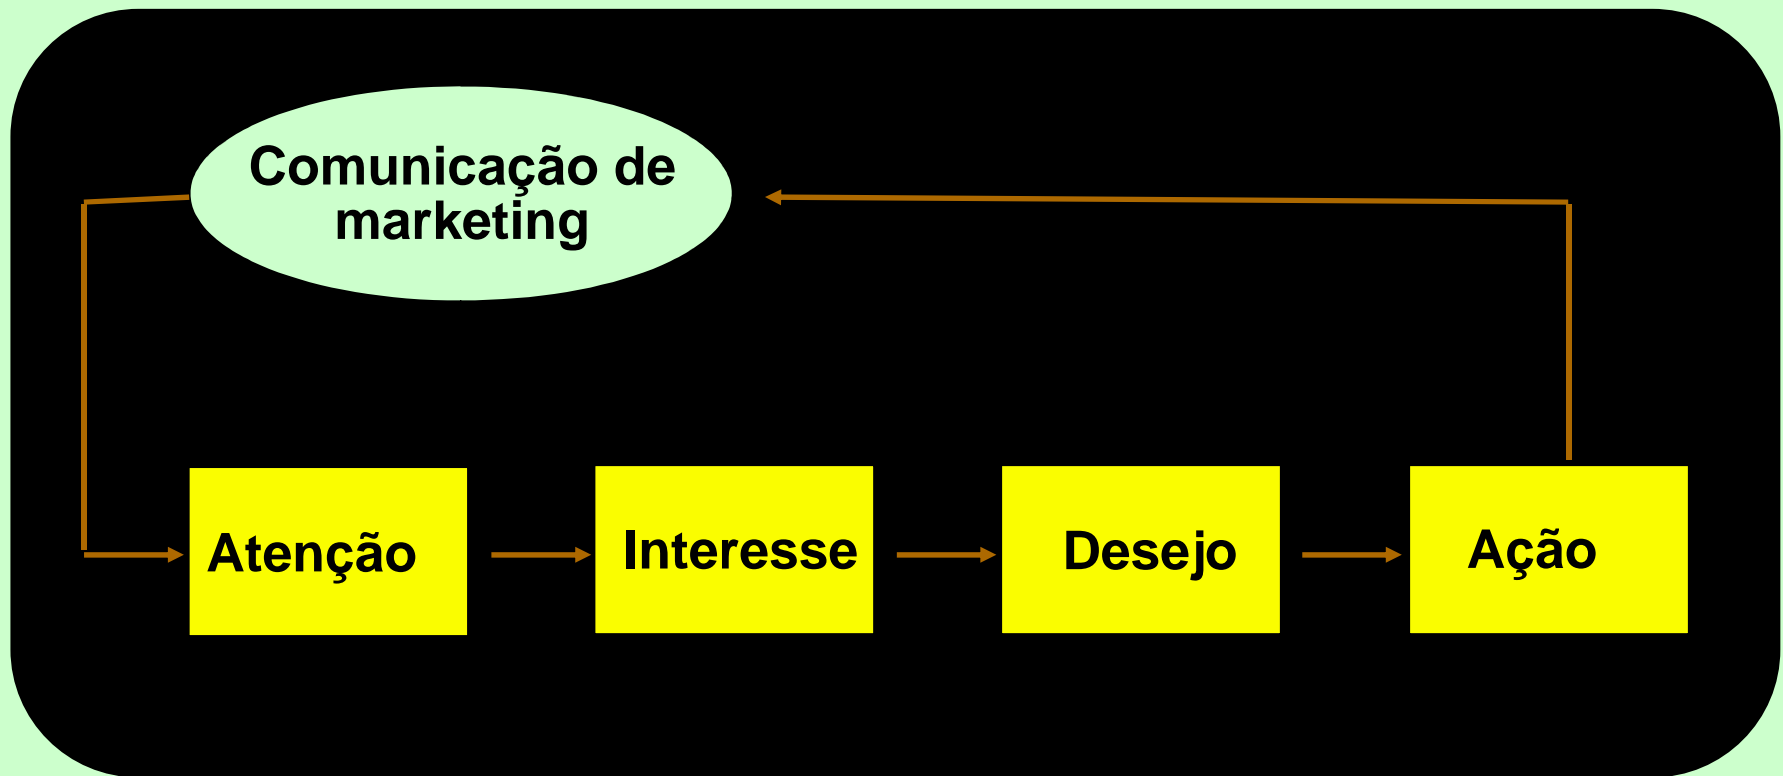 Comunicação de
marketing
Atenção
Interesse
Desejo
Ação